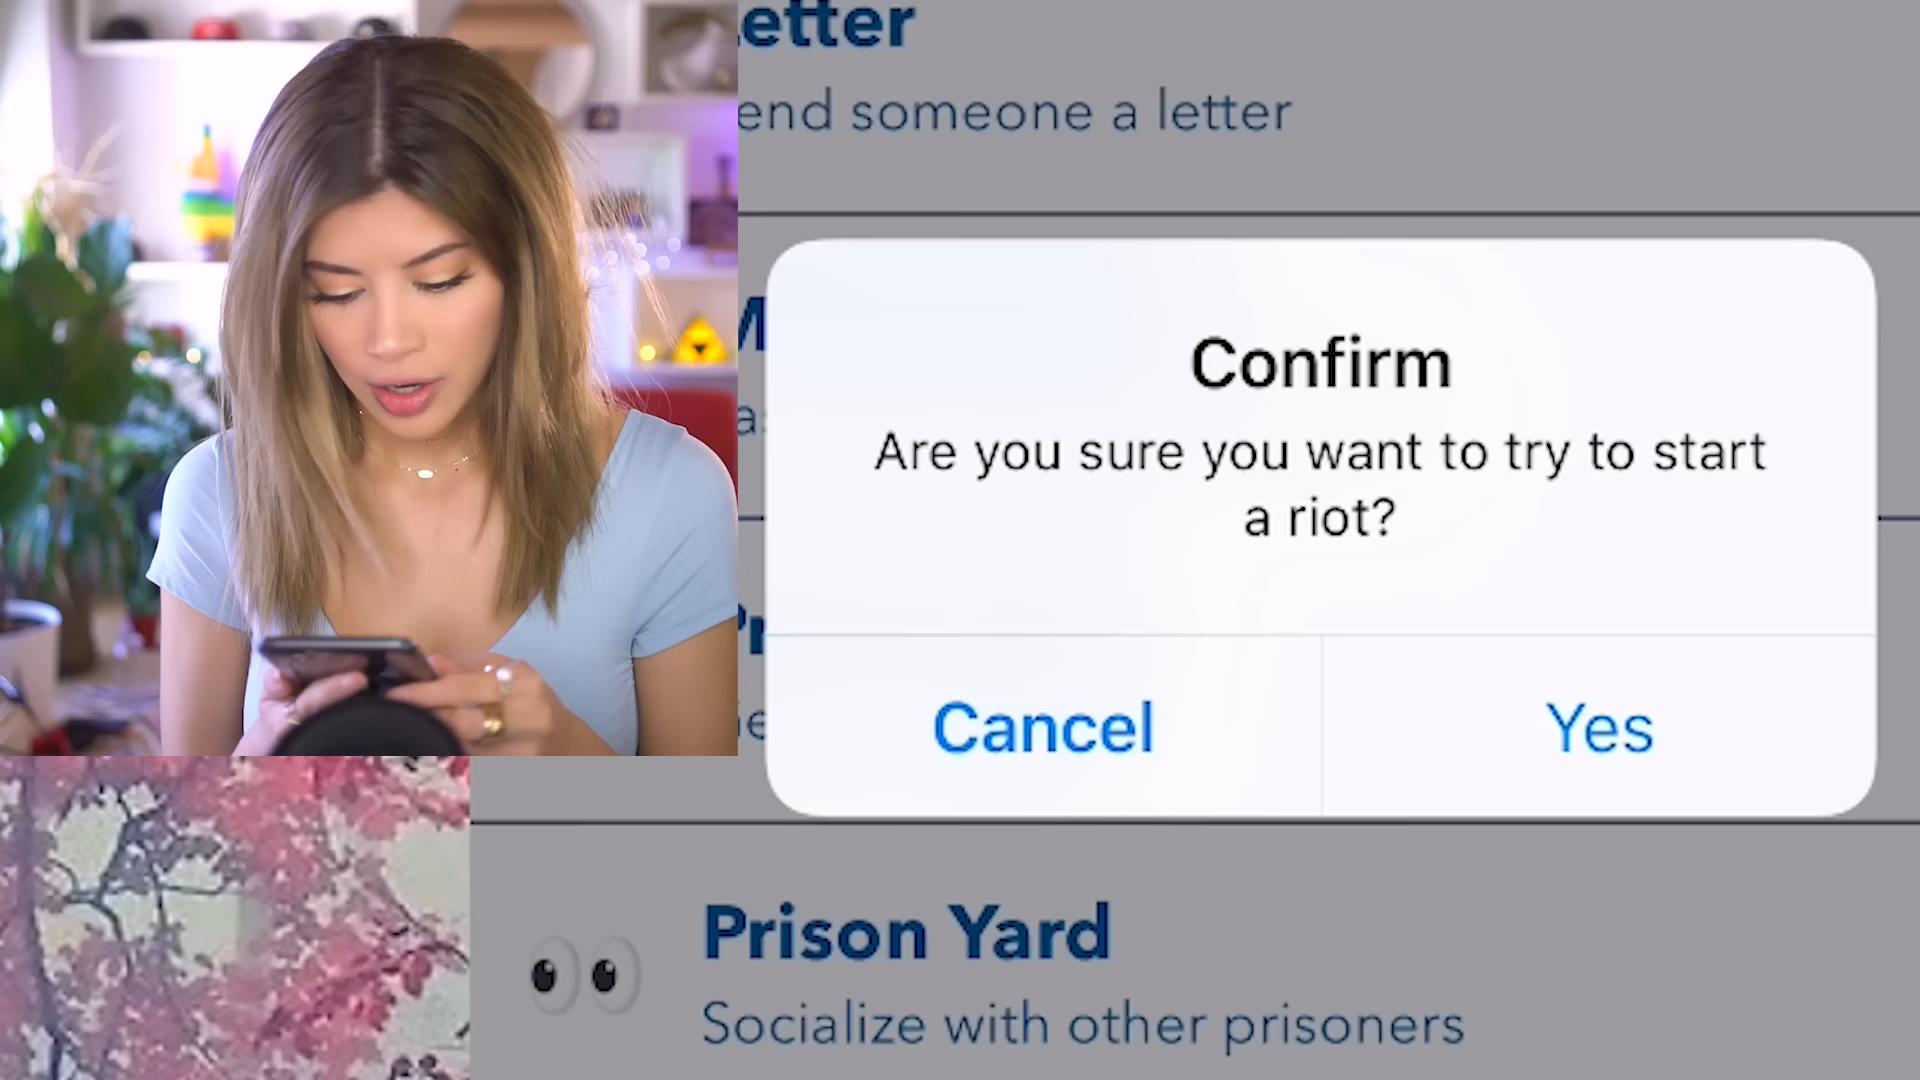 etter
end someone a letter
Confirm
Are you sure you want to try to start
a riot?
Cancel
Yes
Prison Yard
Socialize with other prisoners